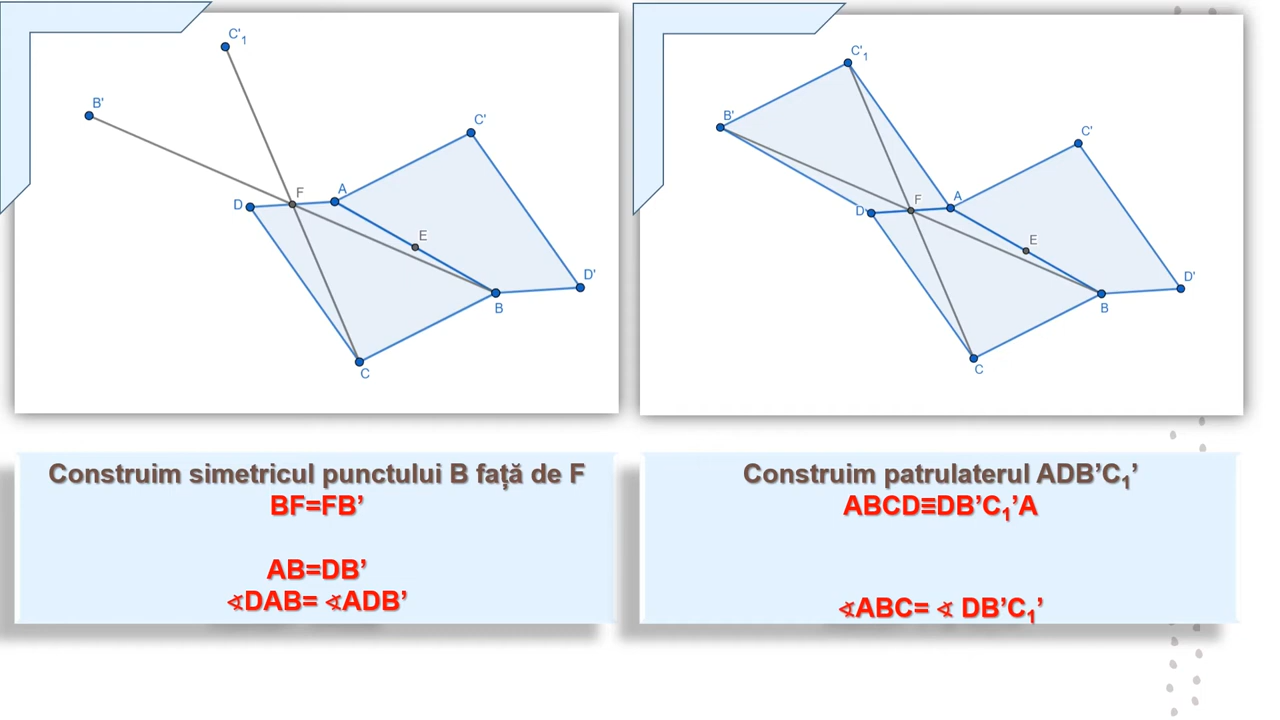 C'1
B'
C'
D
F
A
E
D'
B
C
C'1
B'
C'
D
F
A
E
D'
B
C
Construim simetricul punctului B față de F
BF=FB’
AB=DB’
∢DAB= ∢ADB’
Construim patrulaterul ADB’C1’
ABCD≡DB’C1’A
∢ABC= ∢ DB’C1’